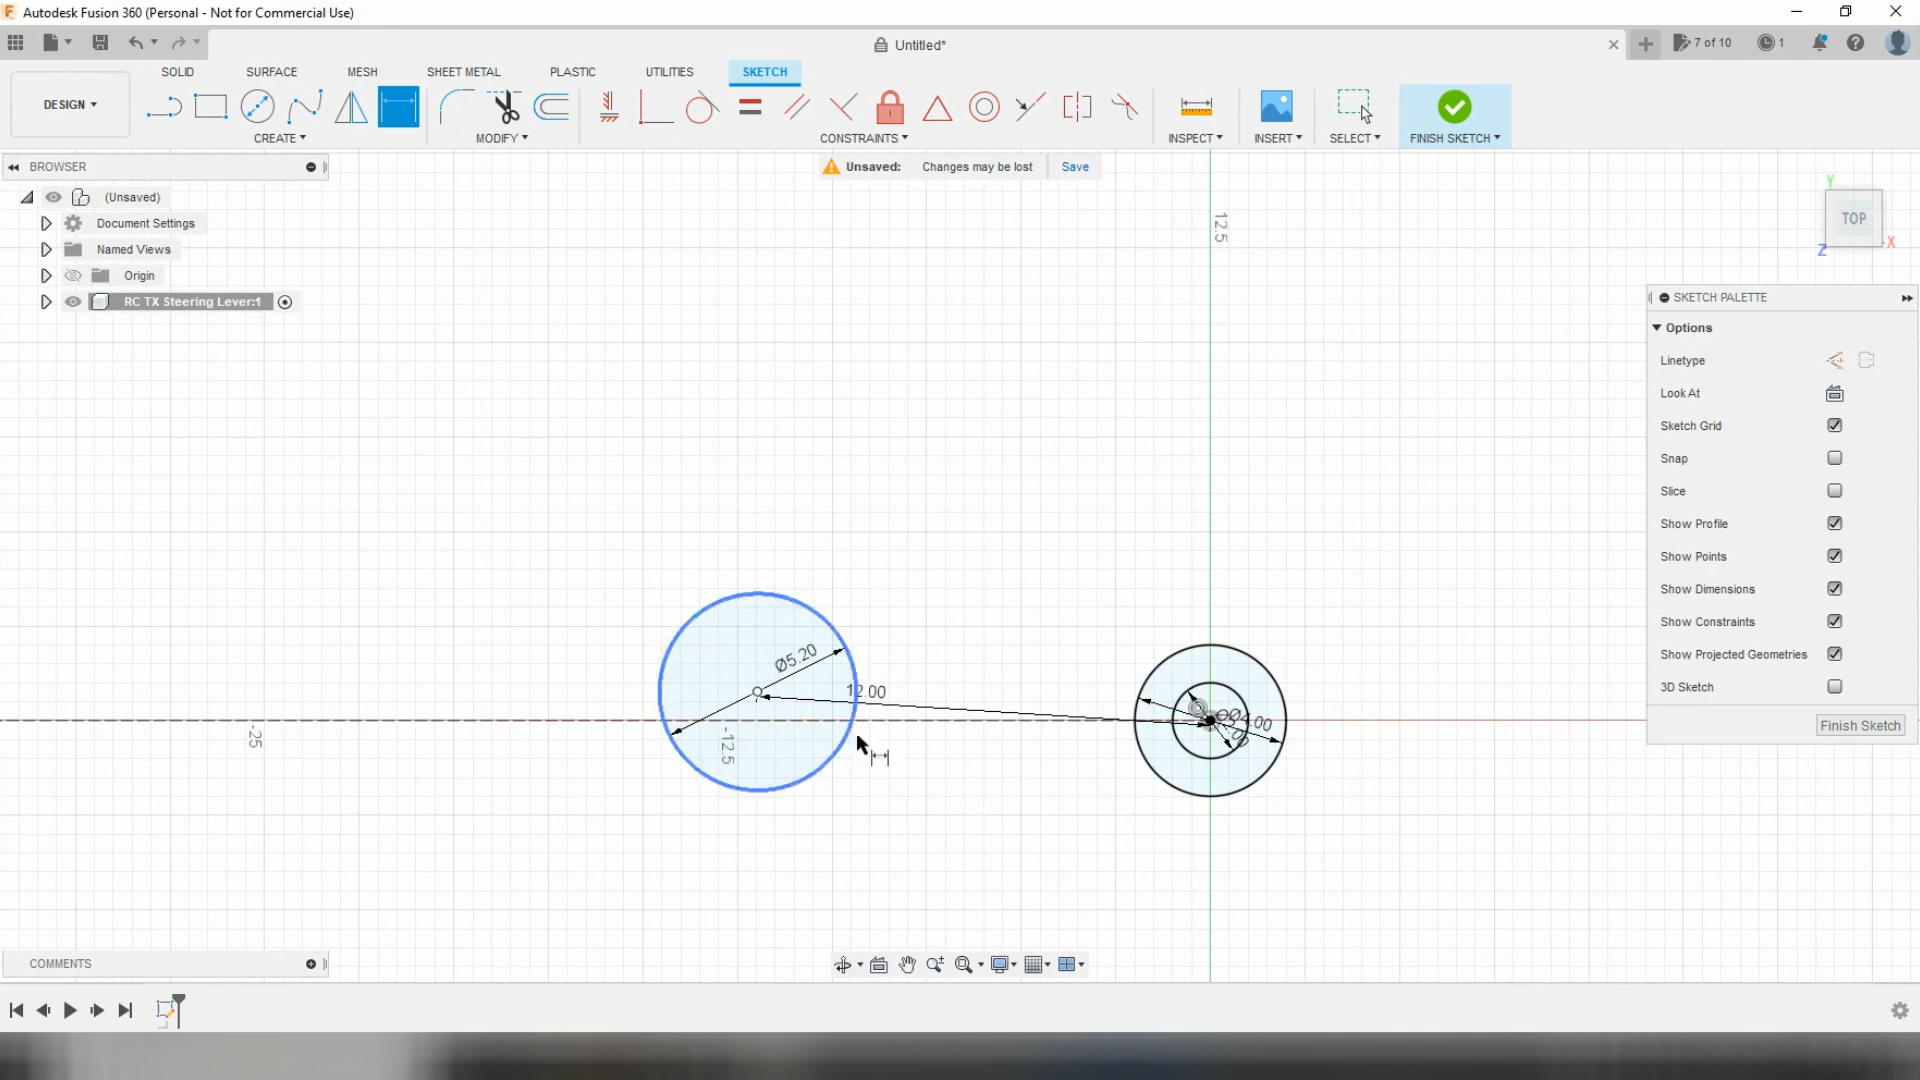 Autodesk Fusion 360 (Personal - Not for Commercial Use)
Untitled*
7 of 10
1
DESIGN
SOLID
SURFACE
MESH
SHEET METAL
PLASTIC
UTILITIES
SKETCH
CREATE
MODIFY
CONSTRAINTS
INSPECT
INSERT
SELECT
FINISH SKETCH
BROWSER
Unsaved: Changes may be lost Save
(Unsaved)
Document Settings
Named Views
Origin
RC TX Steering Lever:1
12.5
Y
TOP
X
Z
SKETCH PALETTE
Options
Linetype
Look At
Sketch Grid
Snap
Slice
Show Profile
Show Points
Show Dimensions
Show Constraints
Show Projected Geometries
3D Sketch
Finish Sketch
Ø5.20
12.00
-25
-12.5
Ø4.00
COMMENTS